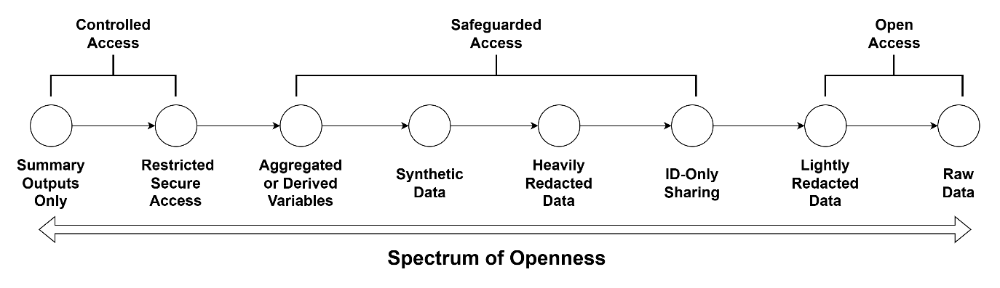 Controlled
Access
Safeguarded
Access
Open
Access
Summary
Outputs
Only
Restricted
Secure
Access
Aggregated
or Derived
Variables
Synthetic
Data
Heavily
Redacted
Data
ID-Only
Sharing
Lightly
Redacted
Data
Raw
Data
Spectrum of Openness